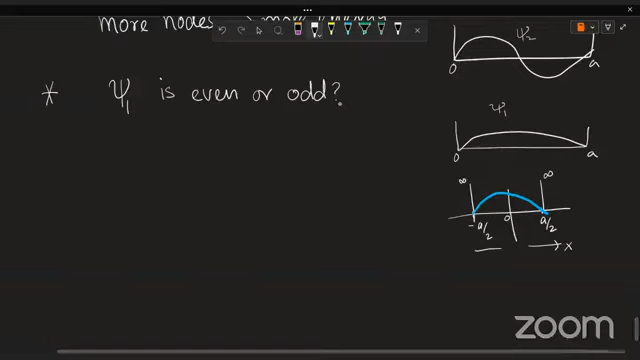 more nodes
* ψ₁ is even or odd?
ψ₂
0 a
ψ₁
0 a
∞ ∞
-a/2 0 a/2
→ x
zoom